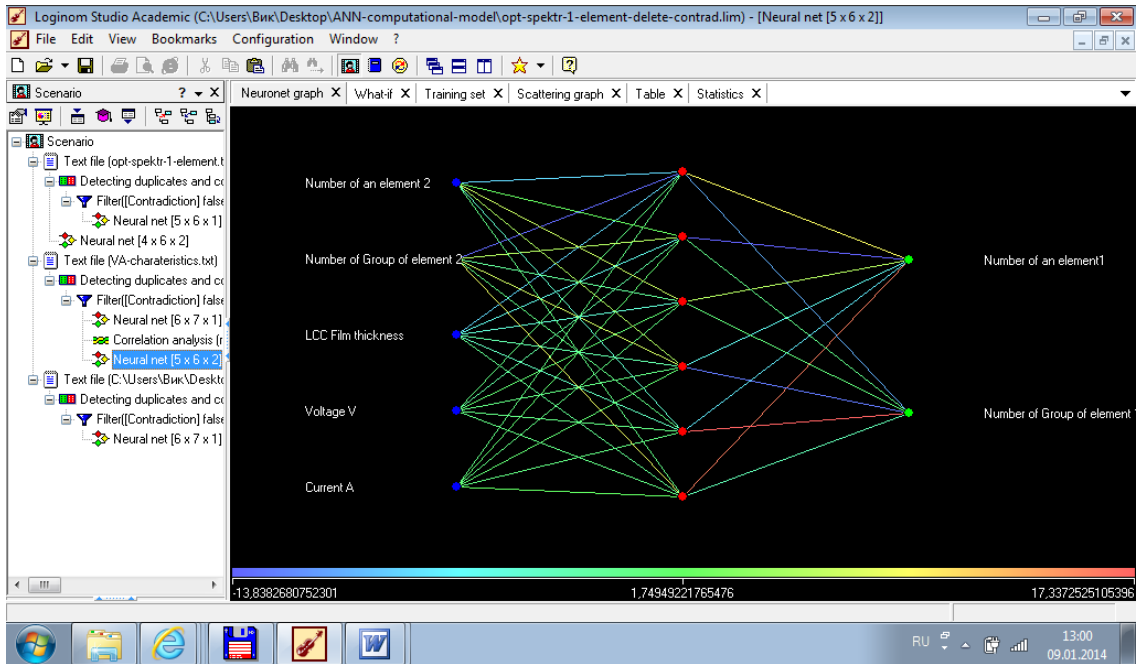 Loginom Studio Academic (C:\Users\Вик\Desktop\ANN-computational-model\opt-spektr-1-element-delete-contrad.lim) - [Neural net [5 x 6 x 2]]
File Edit View Bookmarks Configuration Window ?
Scenario ?
Neuronet graph X What-if X Training set X Scattering graph X Table X Statistics X
Scenario
Text file (opt-spektr-1-element.t
Detecting duplicates and co
Filter([Contradiction] false
Neural net [5 x 6 x 1]
Neural net [4 x 6 x 2]
Text file (VA-charateristics.txt)
Detecting duplicates and co
Filter([Contradiction] false
Neural net [6 x 7 x 1]
Correlation analysis (r
Neural net [5 x 6 x 2]
Text file (C:\Users\Вик\Deskto
Detecting duplicates and co
Filter([Contradiction] false
Neural net [6 x 7 x 1]
Number of an element 2
Number of Group of element 2
LCC Film thickness
Voltage V
Current A
Number of an element1
Number of Group of element 1
-13,8382680752301 1,74949221765476 17,3372525105396
RU 13:00
09.01.2014